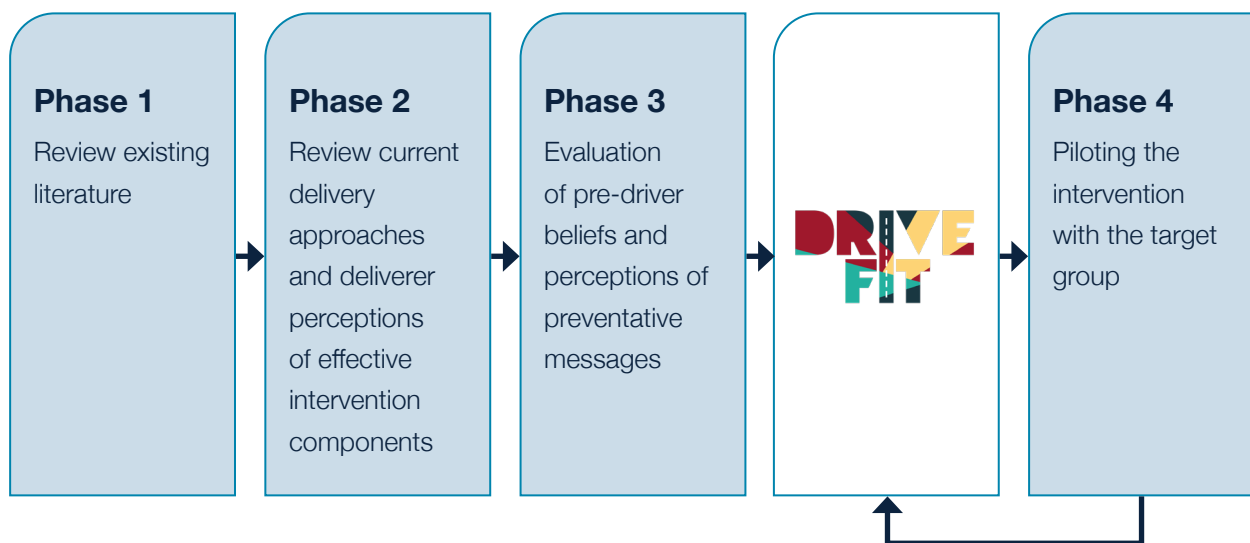 Phase 1
Review existing
literature
Phase 2
Review current
delivery
approaches
and deliverer
perceptions
of effective
intervention
components
Phase 3
Evaluation
of pre-driver
beliefs and
perceptions of
preventative
messages
DRIVE
FIT
Phase 4
Piloting the
intervention
with the target
group